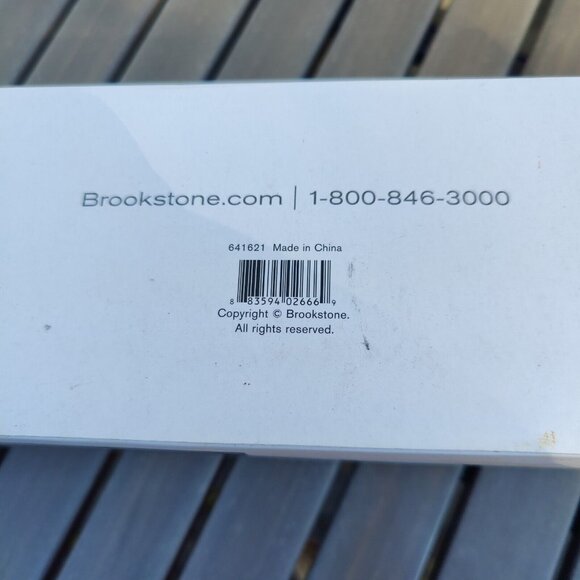 Brookstone.com | 1-800-846-3000
641621 Made in China
8 83594 02666 9
Copyright © Brookstone.
All rights reserved.